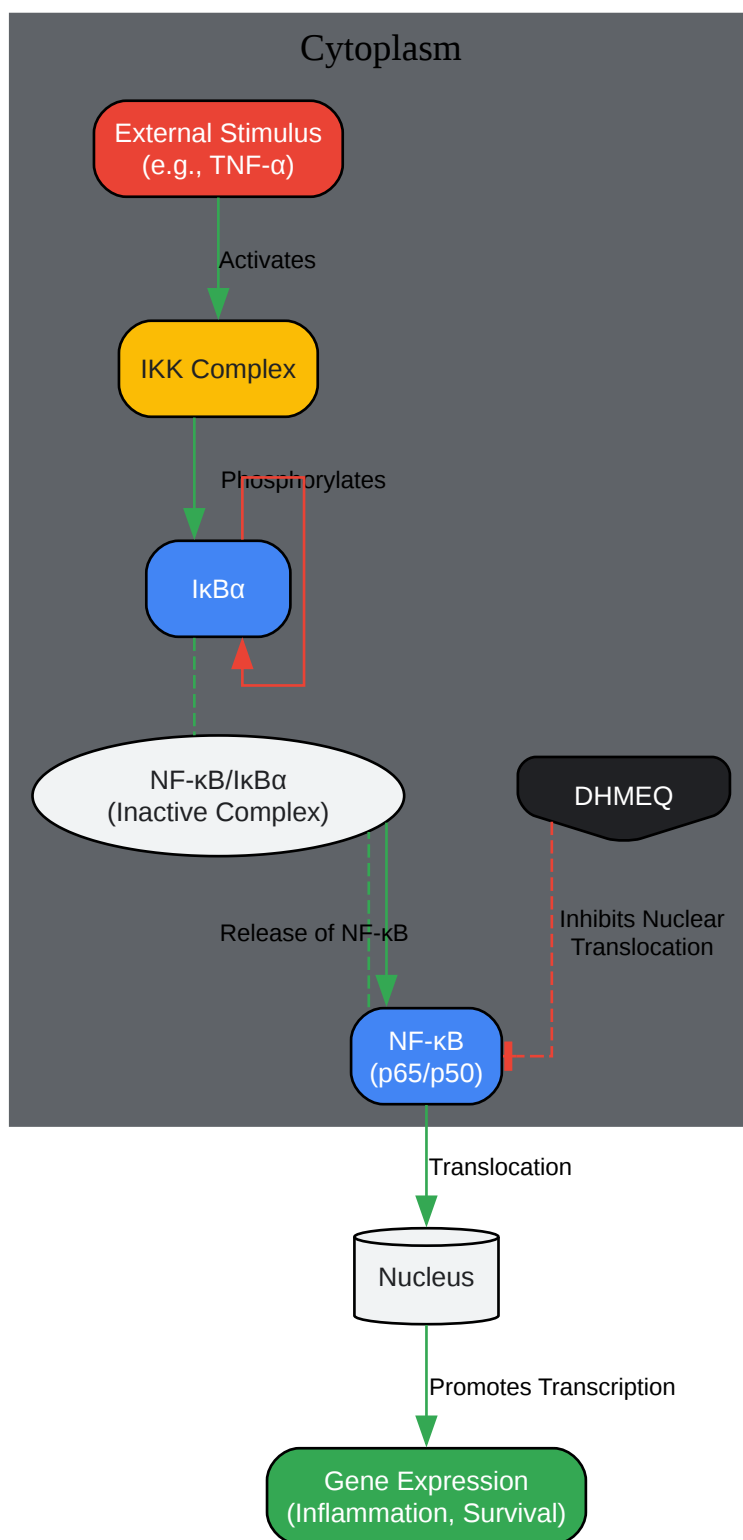 Cytoplasm
External Stimulus
(e.g., TNF-α)
Activates
IKK Complex
Phosphorylates
IκBα
NF-κB/IκBα
(Inactive Complex)
DHMEQ
Release of NF-κB
Inhibits Nuclear
Translocation
NF-κB
(p65/p50)
Translocation
Nucleus
Promotes Transcription
Gene Expression
(Inflammation, Survival)